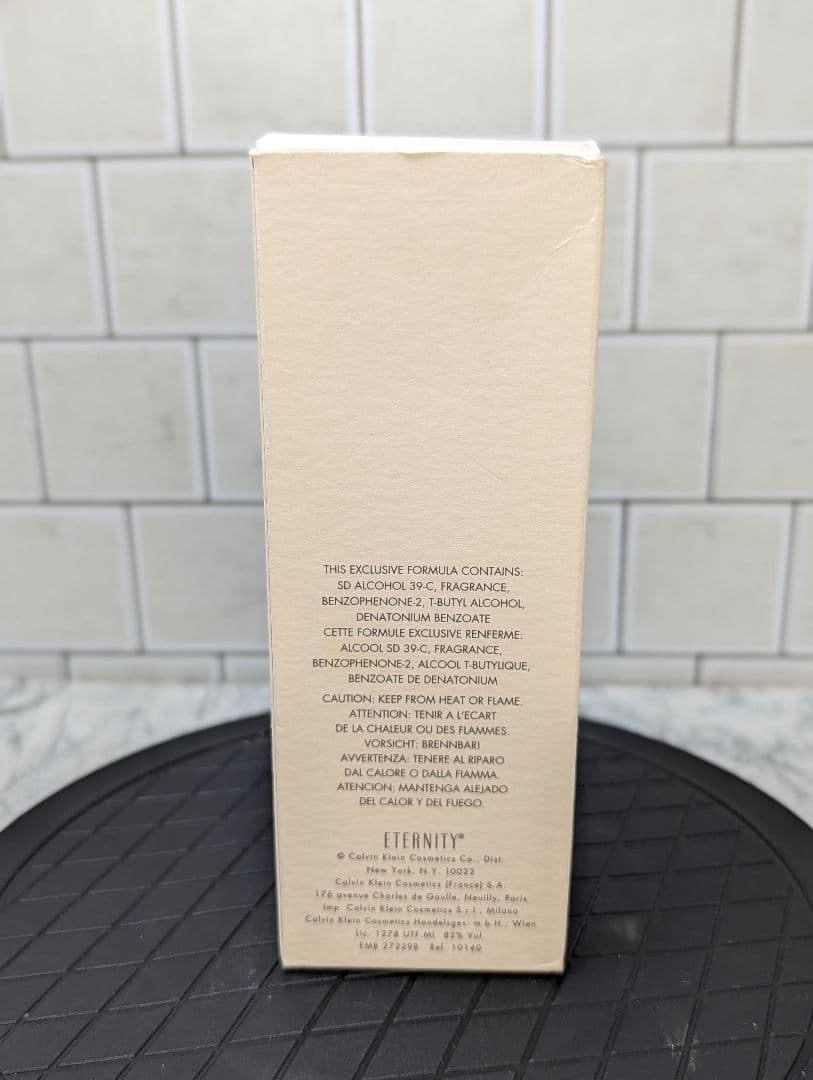 THIS EXCLUSIVE FORMULA CONTAINS:
SD ALCOHOL 39-C, FRAGRANCE,
BENZOPHENONE-2, T-BUTYL ALCOHOL,
DENATONIUM BENZOATE
CETTE FORMULE EXCLUSIVE RENFERME:
ALCOOL SD 39-C, FRAGRANCE,
BENZOPHENONE-2, ALCOOL T-BUTYLIQUE,
BENZOATE DE DENATONIUM
CAUTION: KEEP FROM HEAT OR FLAME.
ATTENTION: TENIR A L'ECART
DE LA CHALEUR OU DES FLAMMES.
VORSICHT: BRENNBAR!
AVVERTENZA: TENERE AL RIPARO
DAL CALORE O DALLA FIAMMA.
ATENCION: MANTENGA ALEJADO
DEL CALOR Y DEL FUEGO.
ETERNITY®
© Calvin Klein Cosmetics Co., Dist.
New York, N.Y. 10022
Calvin Klein Cosmetics (France) S.A.
176 avenue Charles de Gaulle, Neuilly, Paris
Imp. Calvin Klein Cosmetics S.r.l., Milano
Calvin Klein Cosmetics Handelsges. m.b.H., Wien
Lic. 1278 UTF.MI 82% Vol.
EMB 27229B Ref. 10140